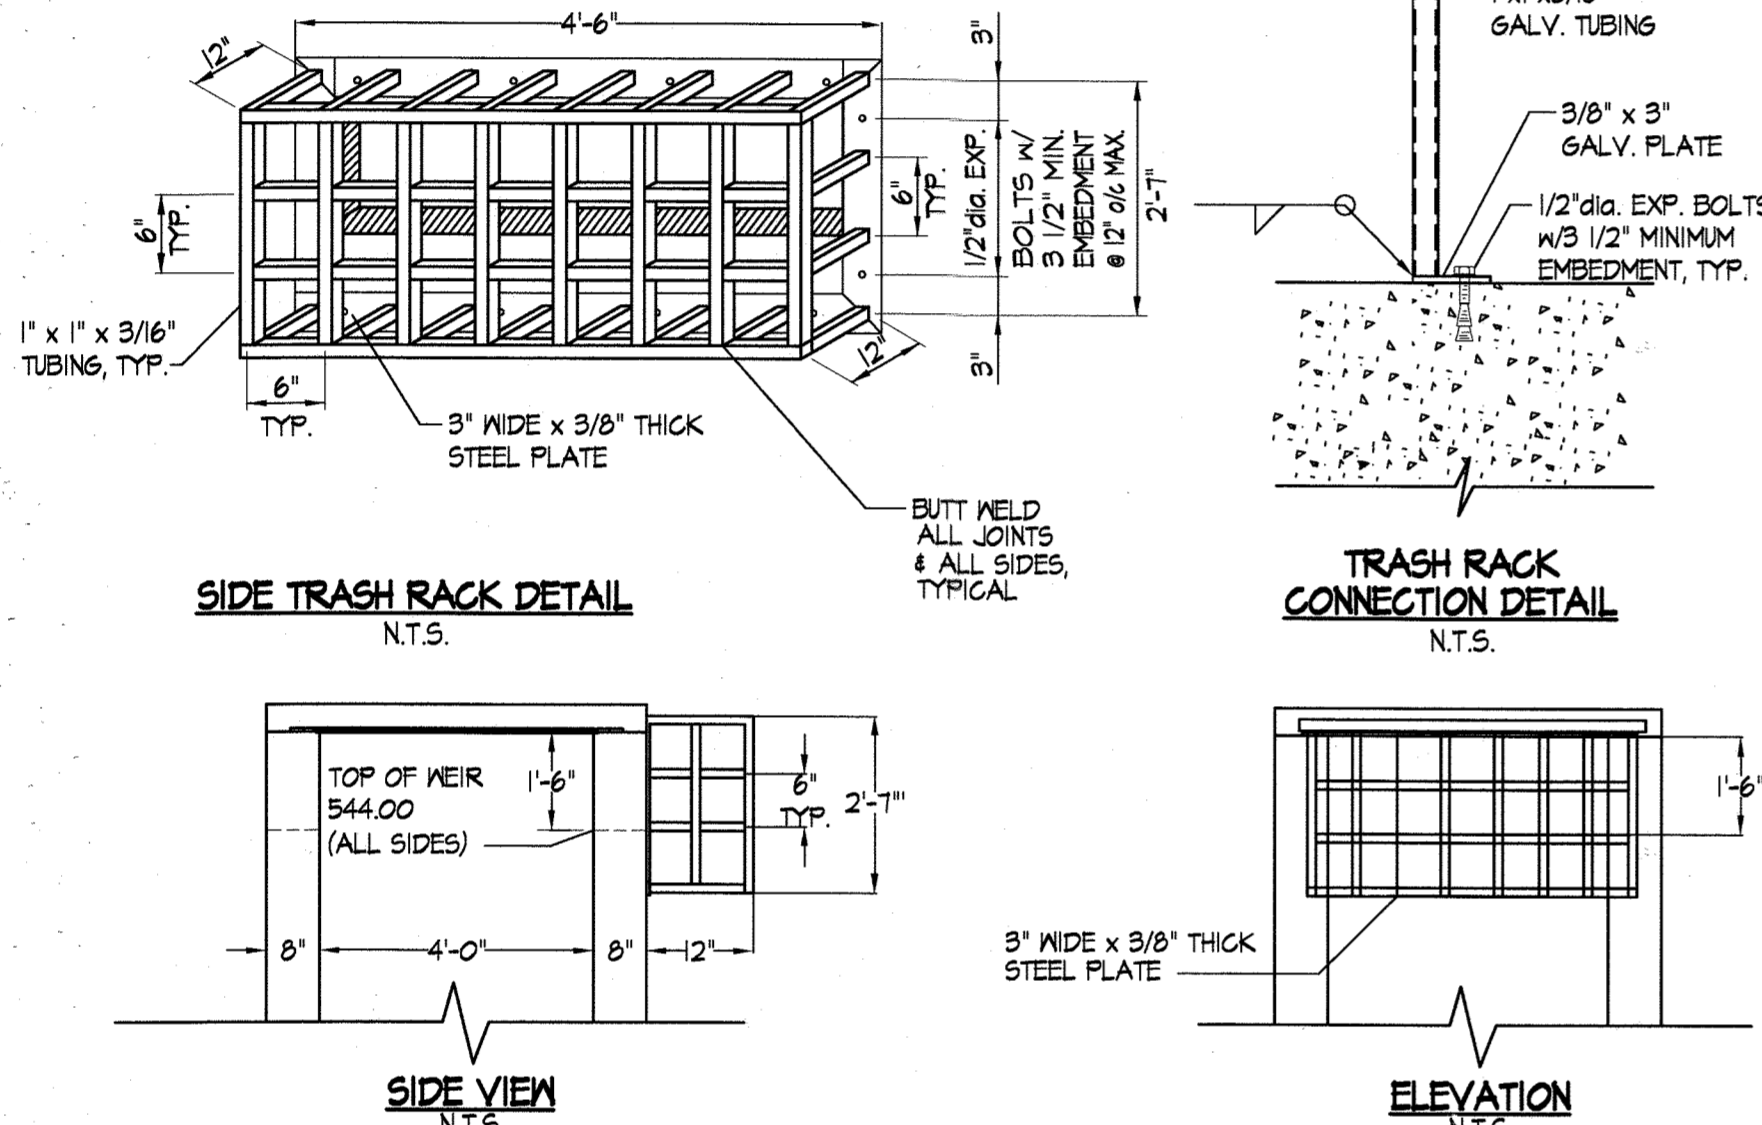 4'-6"
12"
3"
1/2"dia. EXP.
BOLTS W/
3 1/2" MIN.
EMBEDMENT
@ 12" o/c MAX.
2'-7"
6"
TYP.
6"
TYP.
1" x 1" x 3/16"
TUBING, TYP.
6"
TYP.
12"
3"
3" WIDE x 3/8" THICK
STEEL PLATE
BUTT WELD
ALL JOINTS
& ALL SIDES,
TYPICAL
SIDE TRASH RACK DETAIL
N.T.S.
GALV. TUBING
3/8" x 3"
GALV. PLATE
1/2"dia. EXP. BOLTS
W/3 1/2" MINIMUM
EMBEDMENT, TYP.
TRASH RACK
CONNECTION DETAIL
N.T.S.
TOP OF WEIR
544.00
(ALL SIDES)
1'-6"
6"
TYP.
2'-7"'
8"
4'-0"
8"
12"
SIDE VIEW
N.T.S.
1'-6"
3" WIDE x 3/8" THICK
STEEL PLATE
ELEVATION
N.T.S.